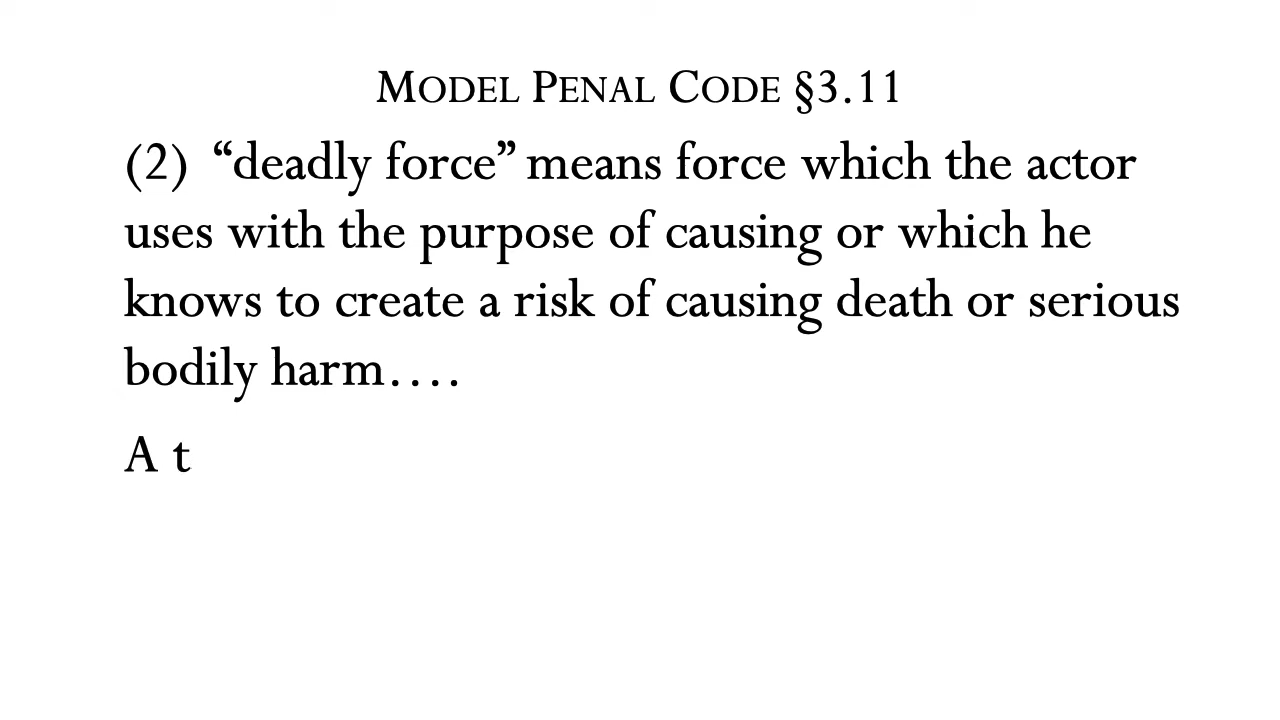 MODEL PENAL CODE §3.11
(2) “deadly force” means force which the actor
uses with the purpose of causing or which he
knows to create a risk of causing death or serious
bodily harm….
A t